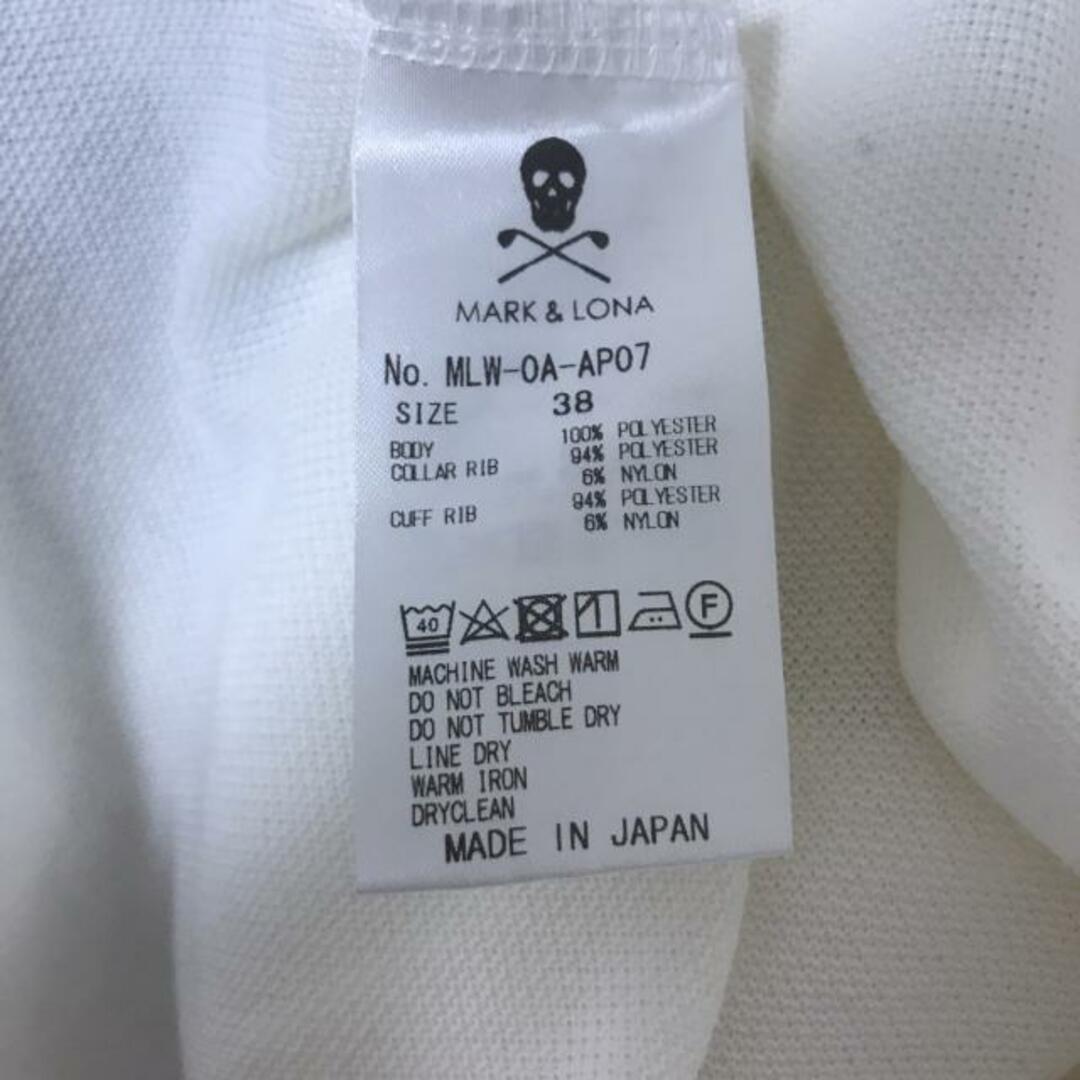 MARK & LONA
No. MLW-0A-AP07
SIZE 38
BODY 100% POLYESTER
COLLAR RIB 94% POLYESTER
6% NYLON
CUFF RIB 94% POLYESTER
6% NYLON
40 F
MACHINE WASH WARM
DO NOT BLEACH
DO NOT TUMBLE DRY
LINE DRY
WARM IRON
DRYCLEAN
MADE IN JAPAN